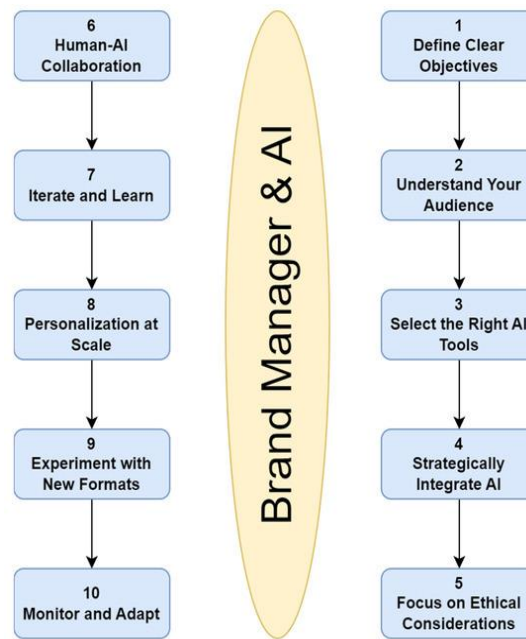 6
Human-AI
Collaboration
7
Iterate and Learn
8
Personalization at
Scale
9
Experiment with
New Formats
10
Monitor and Adapt
Brand Manager & AI
1
Define Clear
Objectives
2
Understand Your
Audience
3
Select the Right AI
Tools
4
Strategically
Integrate AI
5
Focus on Ethical
Considerations